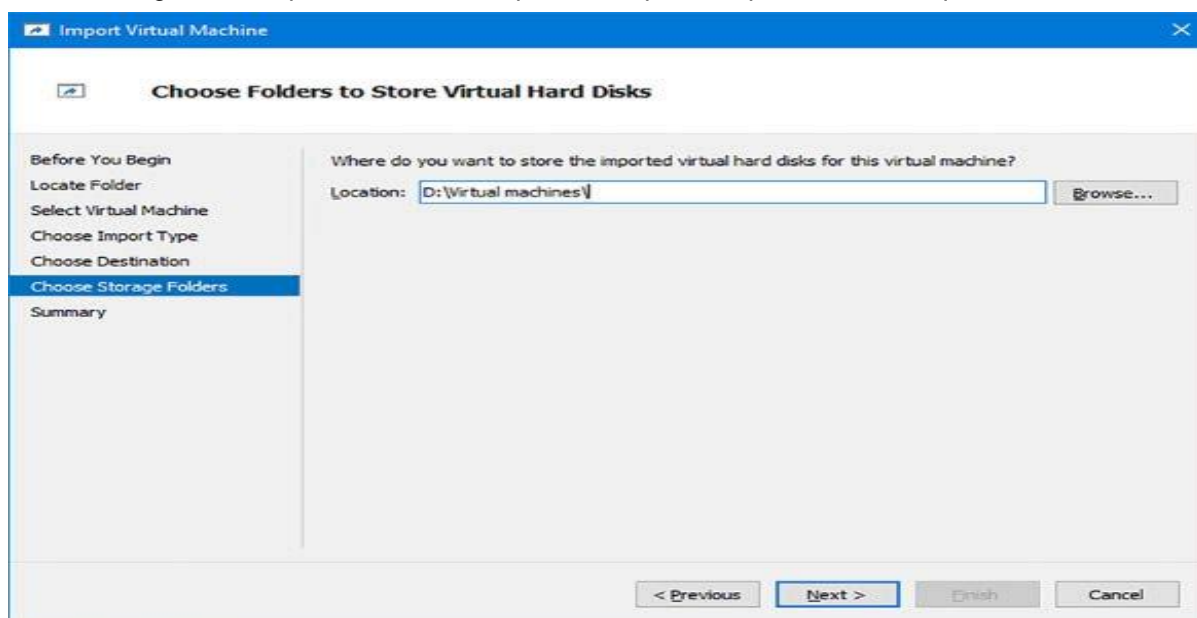 Import Virtual Machine
Choose Folders to Store Virtual Hard Disks
Before You Begin
Locate Folder
Select Virtual Machine
Choose Import Type
Choose Destination
Choose Storage Folders
Summary
Where do you want to store the imported virtual hard disks for this virtual machine?
Location: D:\Virtual machines\ Browse...
< Previous Next > Finish Cancel